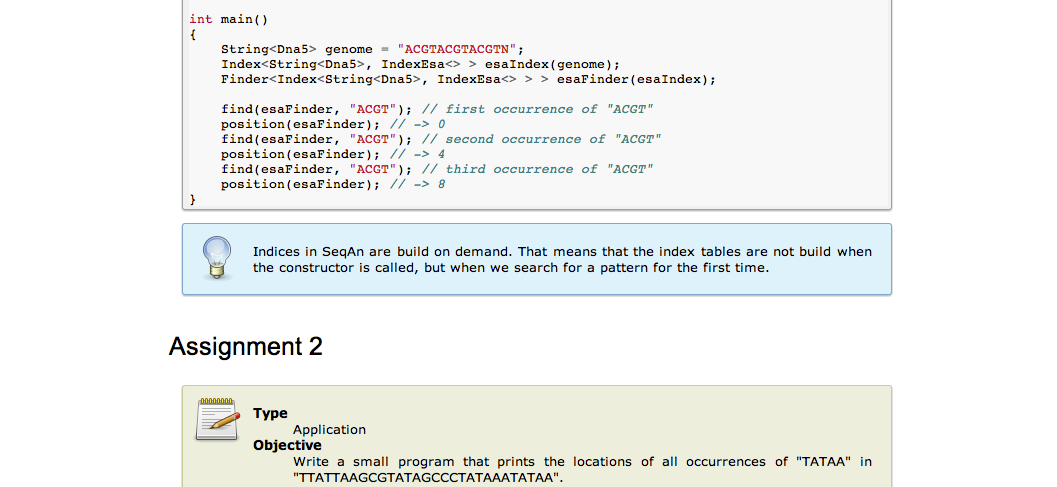 int main()
{
    String<Dna5> genome = "ACGTACGTACGTN";
    Index<String<Dna5>, IndexEsa<> > esaIndex(genome);
    Finder<Index<String<Dna5>, IndexEsa<> > > esaFinder(esaIndex);

    find(esaFinder, "ACGT"); // first occurrence of "ACGT"
    position(esaFinder); // -> 0
    find(esaFinder, "ACGT"); // second occurrence of "ACGT"
    position(esaFinder); // -> 4
    find(esaFinder, "ACGT"); // third occurrence of "ACGT"
    position(esaFinder); // -> 8
}
Indices in SeqAn are build on demand. That means that the index tables are not build when
the constructor is called, but when we search for a pattern for the first time.
Assignment 2
Type
Application
Objective
Write a small program that prints the locations of all occurrences of "TATAA" in
"TTATTAAGCGTATAGCCCTATAAATATAA".